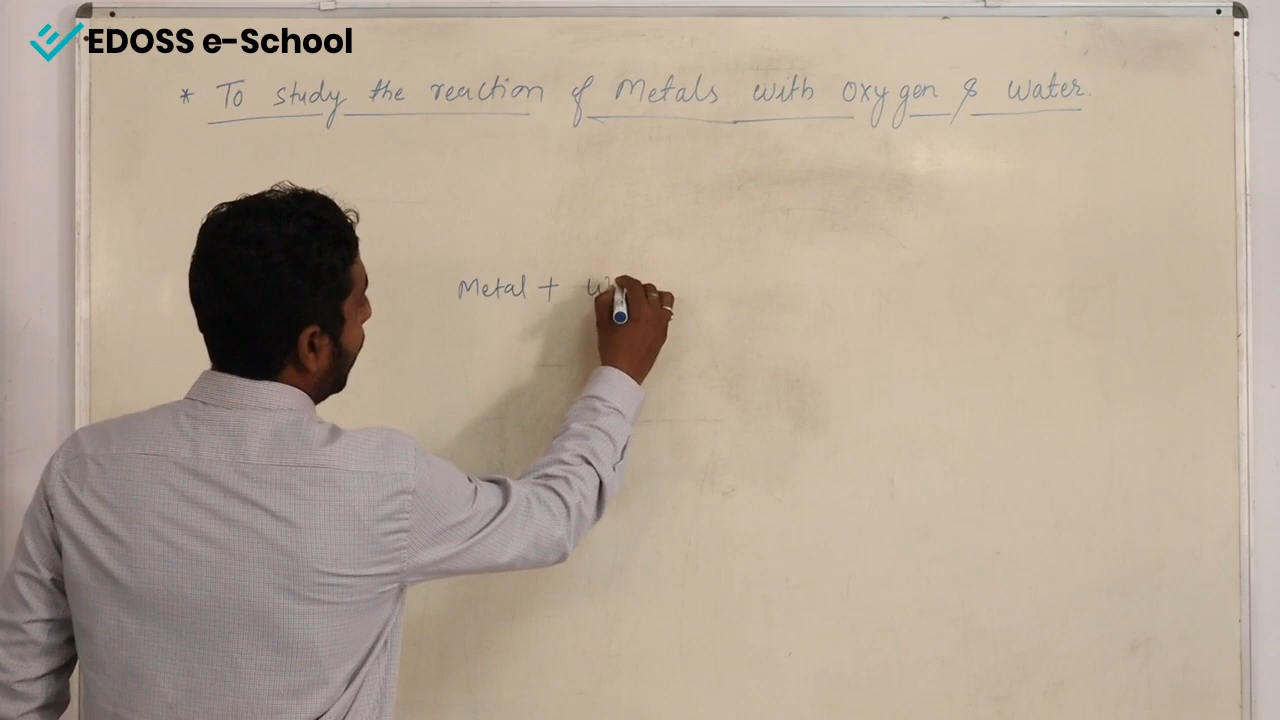 EDOSS e-School
* To study the reaction of Metals with Oxygen & Water.
Metal +